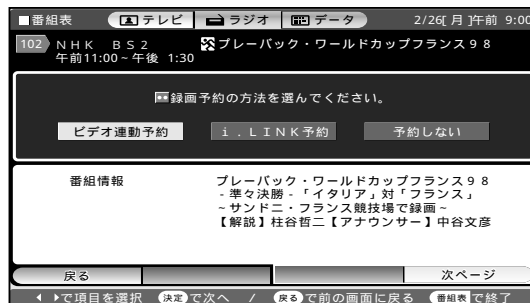 ■番組表 テレビ ラジオ データ 2/26[月]午前 9:00
102 NHK BS2 プレーバック・ワールドカップフランス98
午前11:00～午後 1:30
録画予約の方法を選んでください。
ビデオ連動予約 i.LINK予約 予約しない
番組情報 プレーバック・ワールドカップフランス98
-準々決勝-「イタリア」対「フランス」
～サンドニ・フランス競技場で録画～
【解説】柱谷哲二【アナウンサー】中谷文彦
戻る 次ページ
で項目を選択 決定で次へ / 戻るで前の画面に戻る 番組表で終了